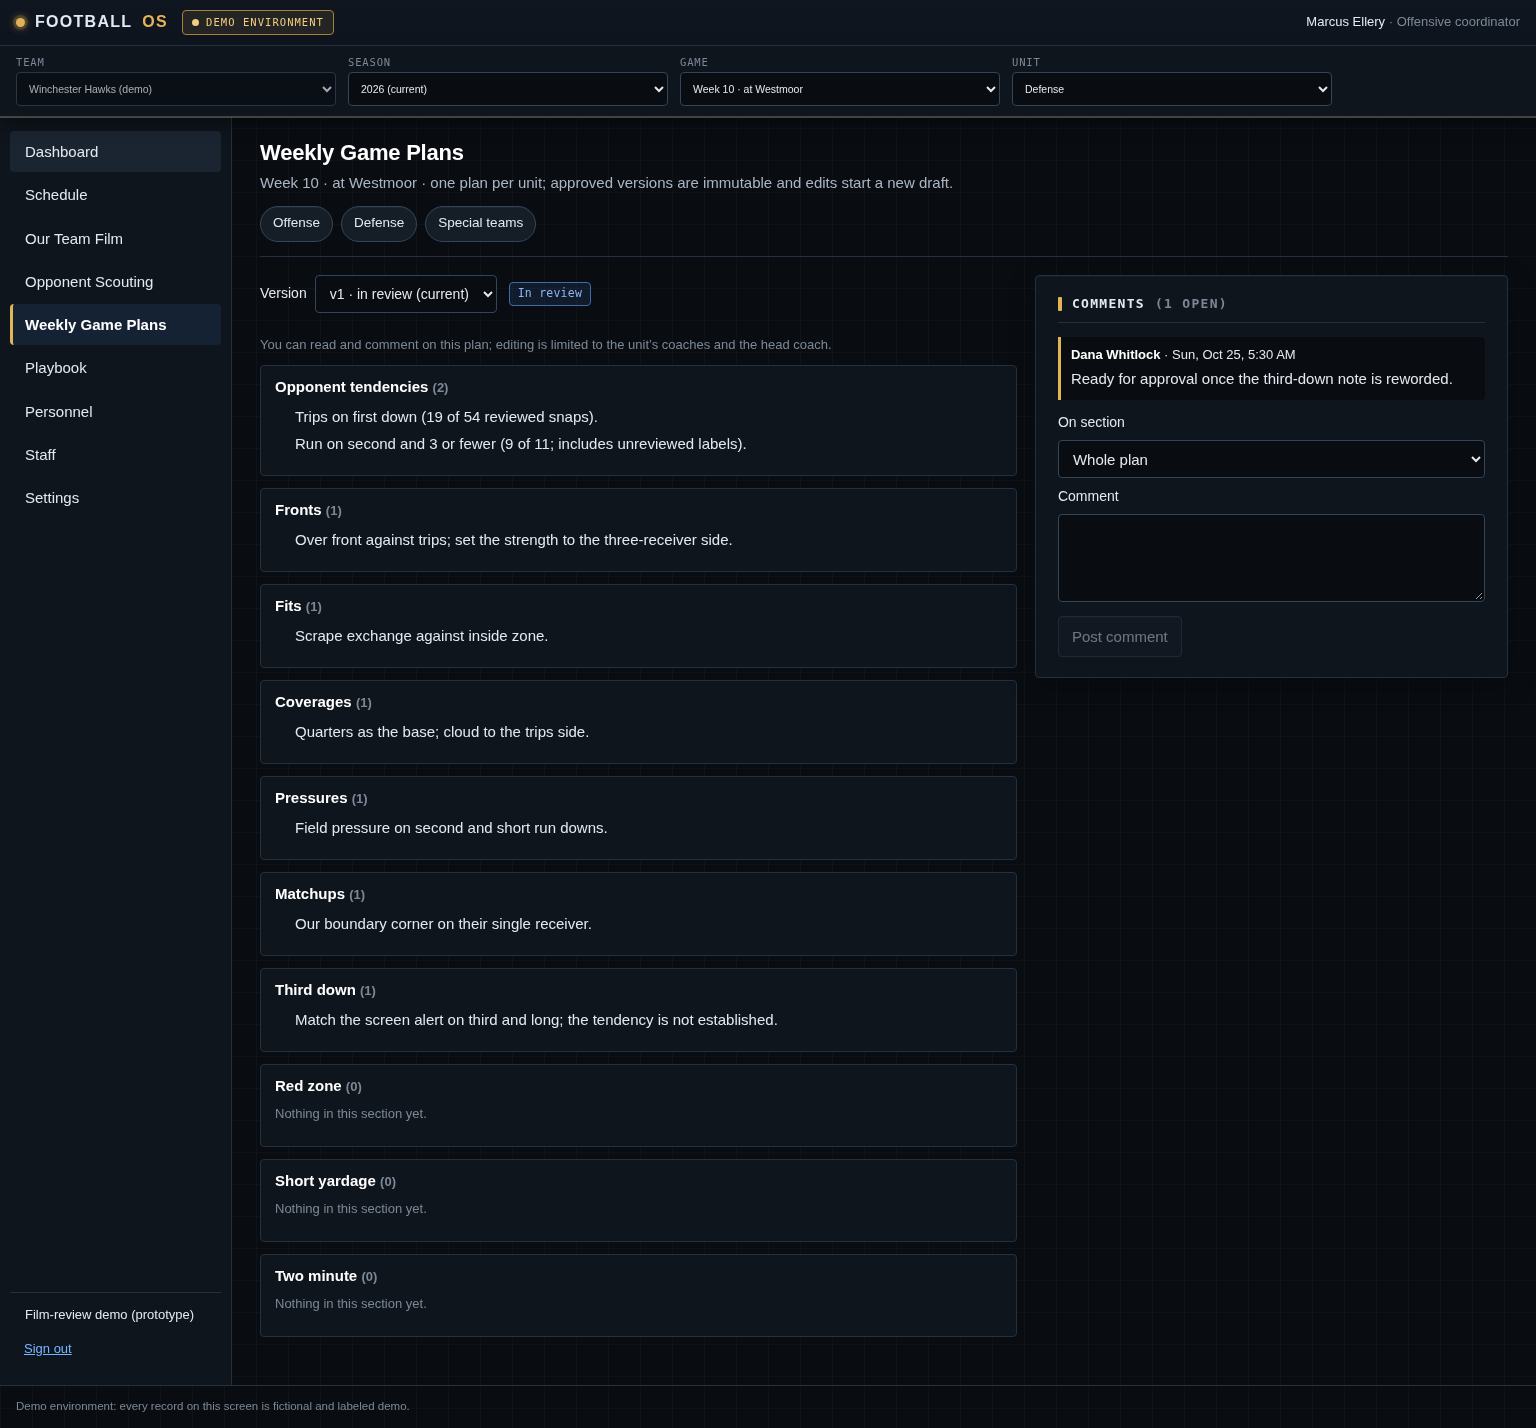 FOOTBALL OS
DEMO ENVIRONMENT
Marcus Ellery · Offensive coordinator
TEAM
Winchester Hawks (demo)
SEASON
2026 (current)
GAME
Week 10 · at Westmoor
UNIT
Defense
Dashboard
Schedule
Our Team Film
Opponent Scouting
Weekly Game Plans
Playbook
Personnel
Staff
Settings
Film-review demo (prototype)
Sign out
Weekly Game Plans
Week 10 · at Westmoor · one plan per unit; approved versions are immutable and edits start a new draft.
Offense
Defense
Special teams
Version
v1 · in review (current)
In review
You can read and comment on this plan; editing is limited to the unit's coaches and the head coach.
Opponent tendencies (2)
Trips on first down (19 of 54 reviewed snaps).
Run on second and 3 or fewer (9 of 11; includes unreviewed labels).
Fronts (1)
Over front against trips; set the strength to the three-receiver side.
Fits (1)
Scrape exchange against inside zone.
Coverages (1)
Quarters as the base; cloud to the trips side.
Pressures (1)
Field pressure on second and short run downs.
Matchups (1)
Our boundary corner on their single receiver.
Third down (1)
Match the screen alert on third and long; the tendency is not established.
Red zone (0)
Nothing in this section yet.
Short yardage (0)
Nothing in this section yet.
Two minute (0)
Nothing in this section yet.
COMMENTS (1 OPEN)
Dana Whitlock · Sun, Oct 25, 5:30 AM
Ready for approval once the third-down note is reworded.
On section
Whole plan
Comment
Post comment
Demo environment: every record on this screen is fictional and labeled demo.